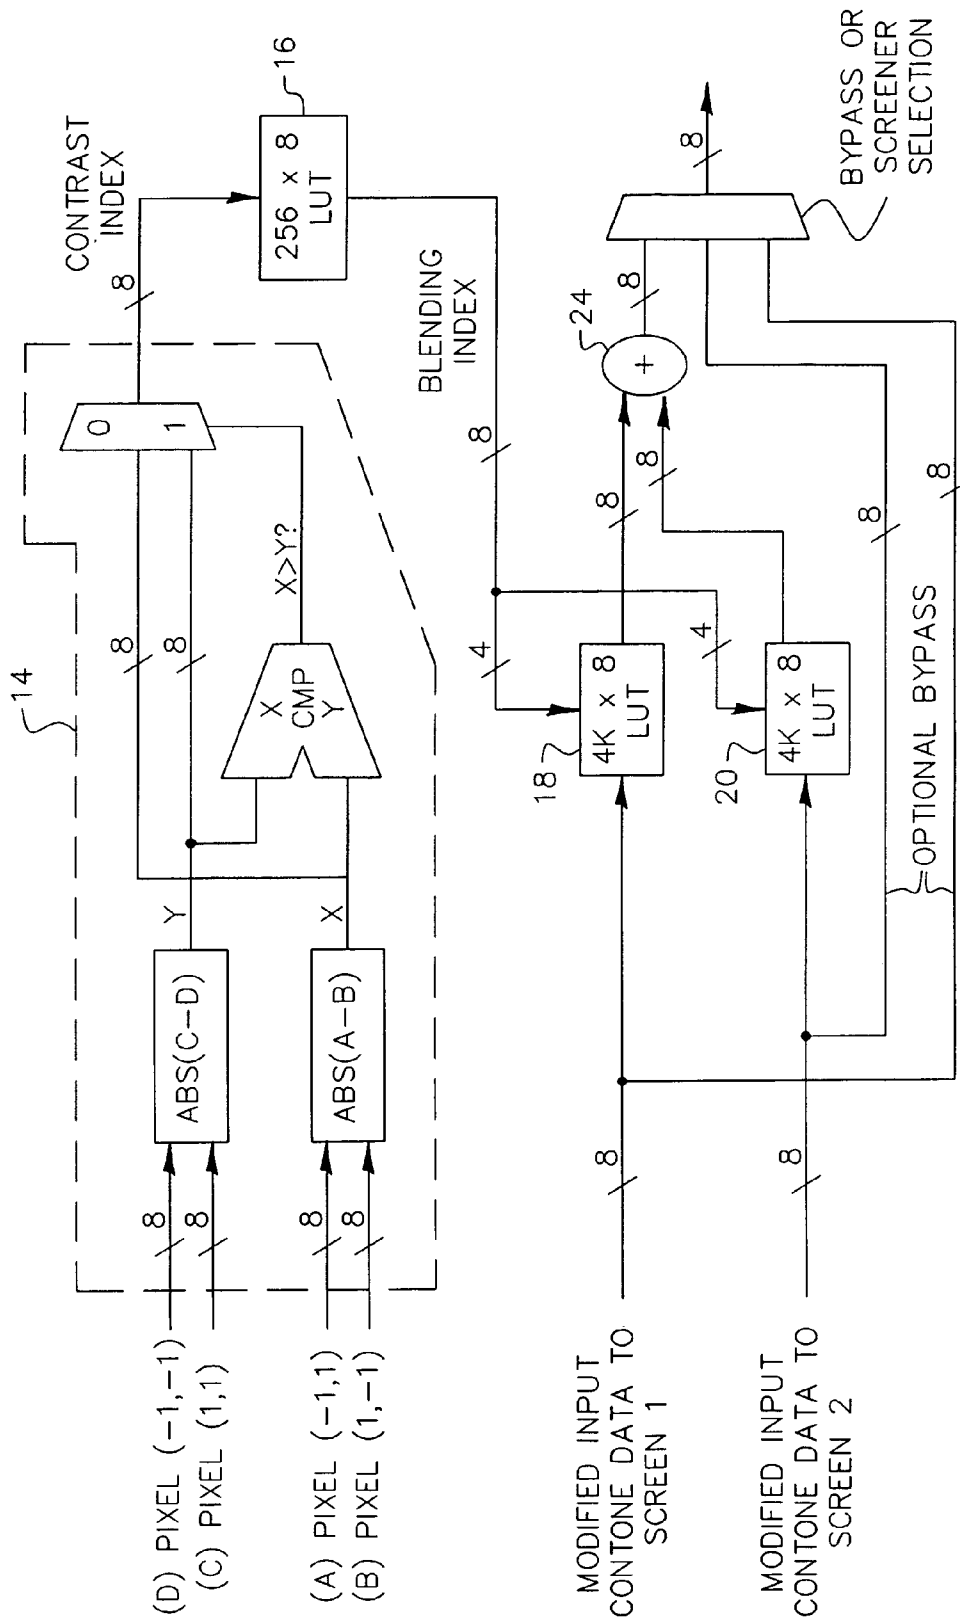 14
(D) PIXEL (-1,-1)
(C) PIXEL (1,1)
(A) PIXEL (-1,1)
(B) PIXEL (1,-1)
8
8
8
8
ABS(C-D)
ABS(A-B)
Y
X
X
CMP
Y
X>Y?
8
8
0
1
8
CONTRAST
INDEX
256 x 8
LUT
16
BLENDING
INDEX
8
4
4
MODIFIED INPUT
CONTONE DATA TO
SCREEN 1
MODIFIED INPUT
CONTONE DATA TO
SCREEN 2
8
8
18
4K x 8
LUT
20
4K x 8
LUT
8
8
+
24
8
8
8
OPTIONAL BYPASS
8
BYPASS OR
SCREENER
SELECTION